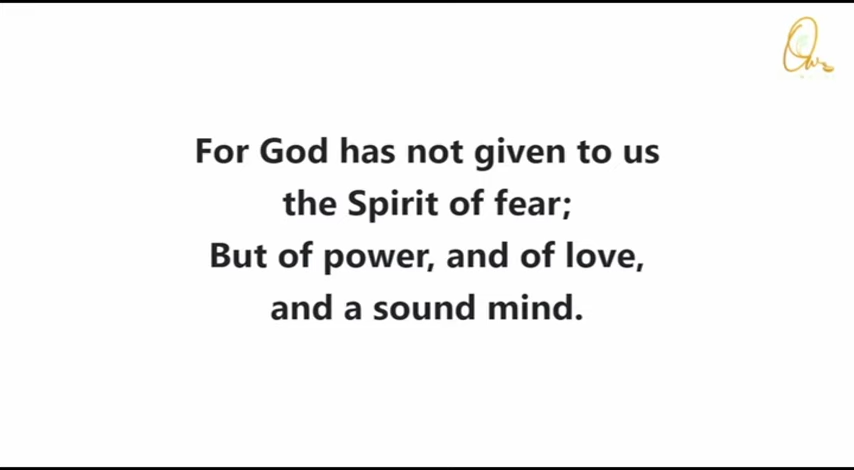 For God has not given to us
the Spirit of fear;
But of power, and of love,
and a sound mind.